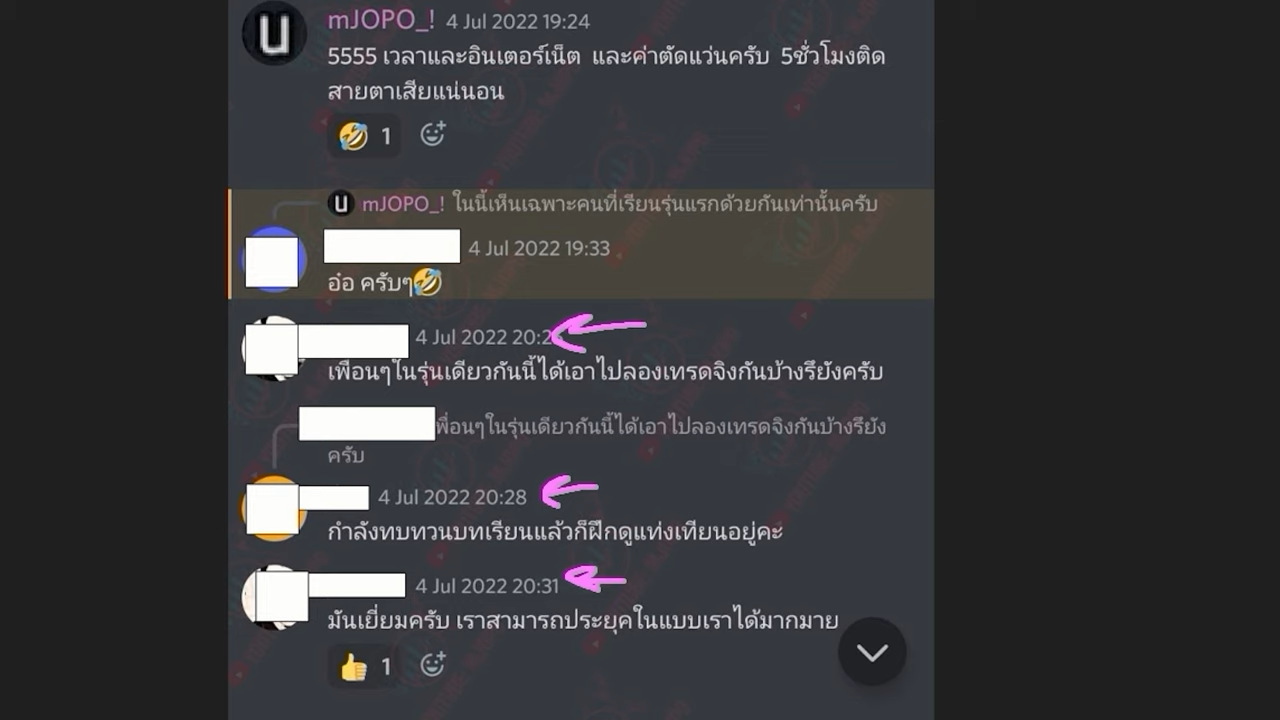 mJOPO_! 4 Jul 2022 19:24
5555 เวลาและอินเตอร์เน็ต และค่าตัดแว่นครับ 5ชั่วโมงติด
สายตาเสียแน่นอน
🤣 1
mJOPO_! ในนี้เห็นเฉพาะคนที่เรียนรุ่นแรกด้วยกันเท่านั้นครับ
4 Jul 2022 19:33
อ๋อ ครับๆ🤣
4 Jul 2022 20:2
เพื่อนๆในรุ่นเดียวกันนี้ได้เอาไปลองเทรดจิงกันบ้างรึยังครับ
พื่อนๆในรุ่นเดียวกันนี้ได้เอาไปลองเทรดจิงกันบ้างรึยัง
ครับ
4 Jul 2022 20:28
กำลังทบทวนบทเรียนแล้วก็ฝึกดูแท่งเทียนอยู่คะ
4 Jul 2022 20:31
มันเยี่ยมครับ เราสามารถประยุคในแบบเราได้มากมาย
👍 1